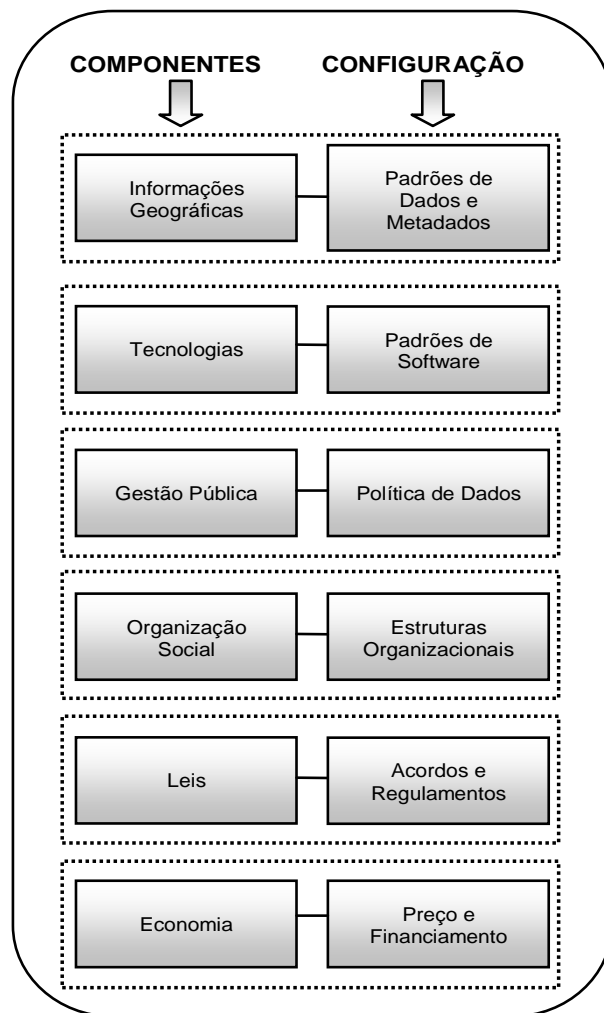 COMPONENTES
CONFIGURAÇÃO
Informações
Geográficas
Padrões de
Dados e
Metadados
Tecnologias
Padrões de
Software
Gestão Pública
Política de Dados
Organização
Social
Estruturas
Organizacionais
Leis
Acordos e
Regulamentos
Economia
Preço e
Financiamento